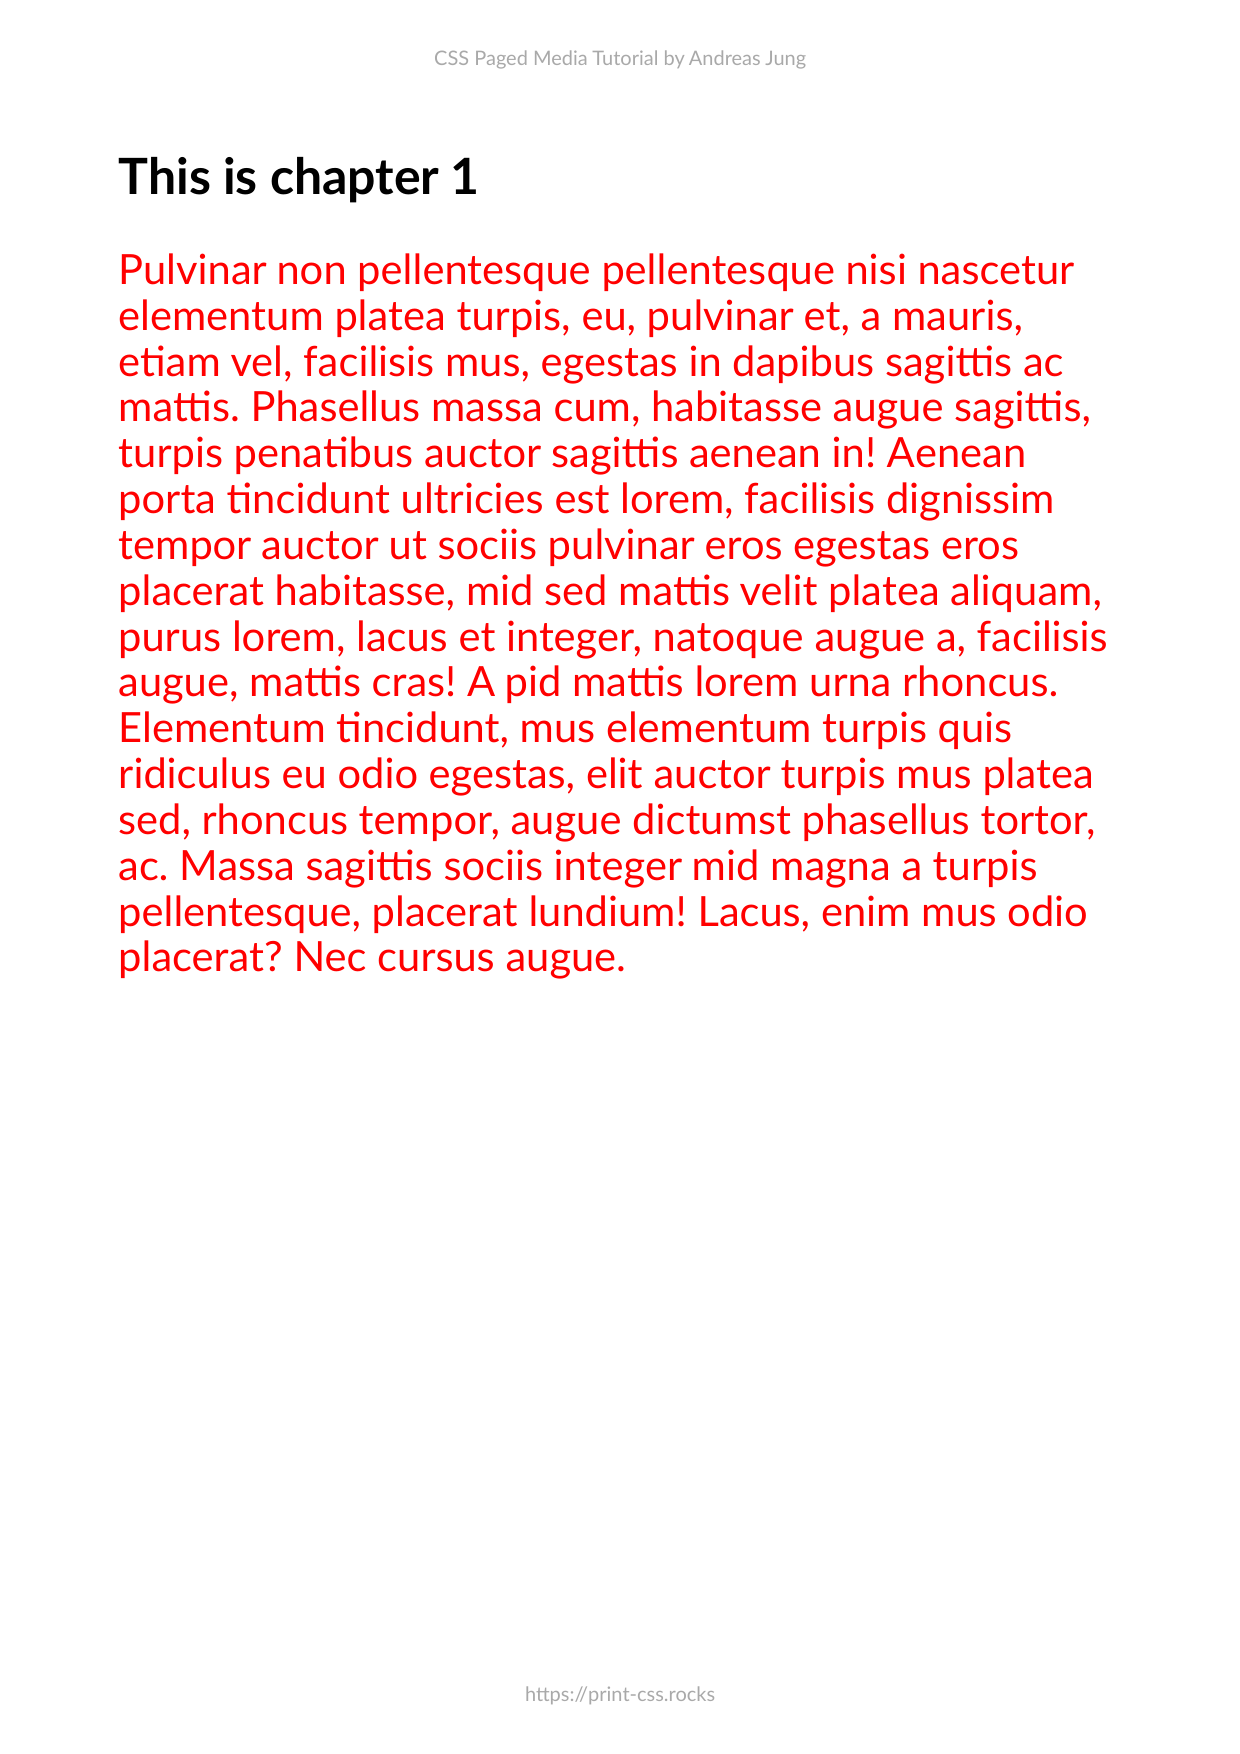 CSS Paged Media Tutorial by Andreas Jung
This is chapter 1
Pulvinar non pellentesque pellentesque nisi nascetur
elementum platea turpis, eu, pulvinar et, a mauris,
etiam vel, facilisis mus, egestas in dapibus sagittis ac
mattis. Phasellus massa cum, habitasse augue sagittis,
turpis penatibus auctor sagittis aenean in! Aenean
porta tincidunt ultricies est lorem, facilisis dignissim
tempor auctor ut sociis pulvinar eros egestas eros
placerat habitasse, mid sed mattis velit platea aliquam,
purus lorem, lacus et integer, natoque augue a, facilisis
augue, mattis cras! A pid mattis lorem urna rhoncus.
Elementum tincidunt, mus elementum turpis quis
ridiculus eu odio egestas, elit auctor turpis mus platea
sed, rhoncus tempor, augue dictumst phasellus tortor,
ac. Massa sagittis sociis integer mid magna a turpis
pellentesque, placerat lundium! Lacus, enim mus odio
placerat? Nec cursus augue.
https://print-css.rocks